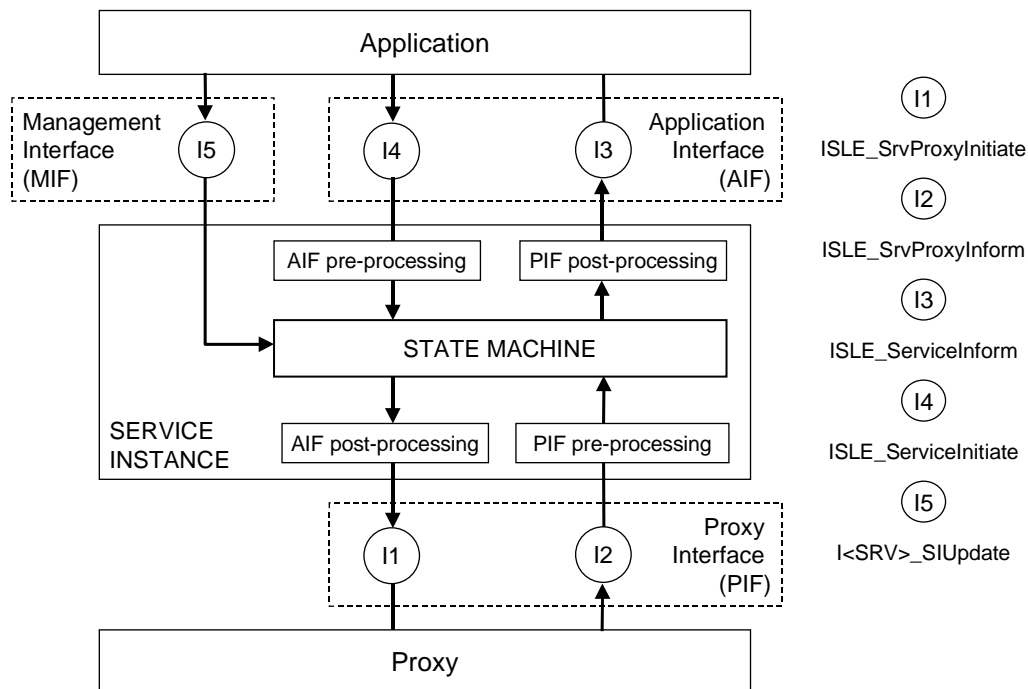 Application
Management
Interface
(MIF)
I5
I4
I3
Application
Interface
(AIF)
AIF pre-processing
PIF post-processing
STATE MACHINE
SERVICE
INSTANCE
AIF post-processing
PIF pre-processing
I1
I2
Proxy
Interface
(PIF)
Proxy
I1
ISLE_SrvProxyInitiate
I2
ISLE_SrvProxyInform
I3
ISLE_ServiceInform
I4
ISLE_ServiceInitiate
I5
I<SRV>_SIUpdate